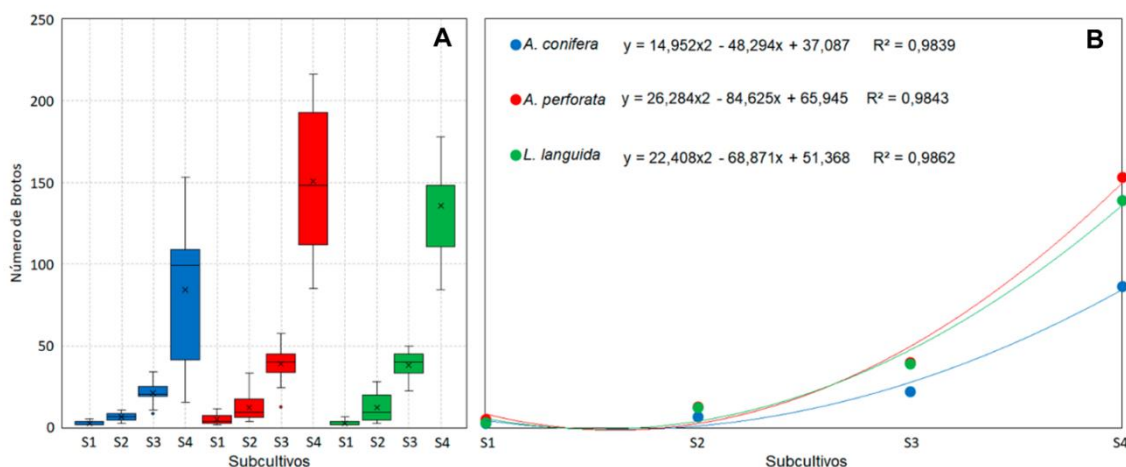 A
250
200
150
100
50
0
Número de Brotos
S1 S2 S3 S4 S1 S2 S3 S4 S1 S2 S3 S4
Subcultivos
B
A. conifera y = 14,952x2 - 48,294x + 37,087 R² = 0,9839
A. perforata y = 26,284x2 - 84,625x + 65,945 R² = 0,9843
L. languida y = 22,408x2 - 68,871x + 51,368 R² = 0,9862
S1 S2 S3 S4
Subcultivos